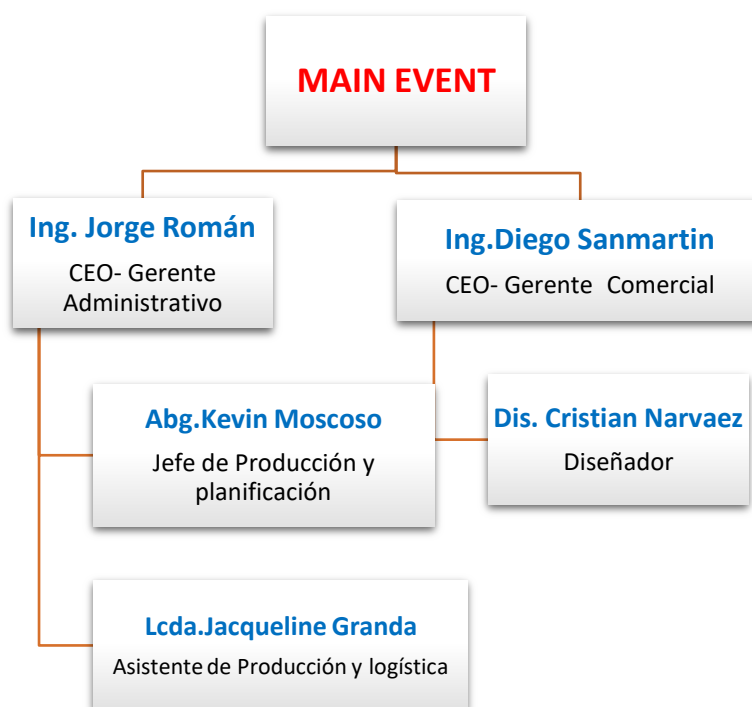 MAIN EVENT
Ing. Jorge Román
CEO- Gerente
Administrativo
Ing.Diego Sanmartin
CEO- Gerente Comercial
Abg.Kevin Moscoso
Jefe de Producción y
planificación
Dis. Cristian Narvaez
Diseñador
Lcda.Jacqueline Granda
Asistente de Producción y logística